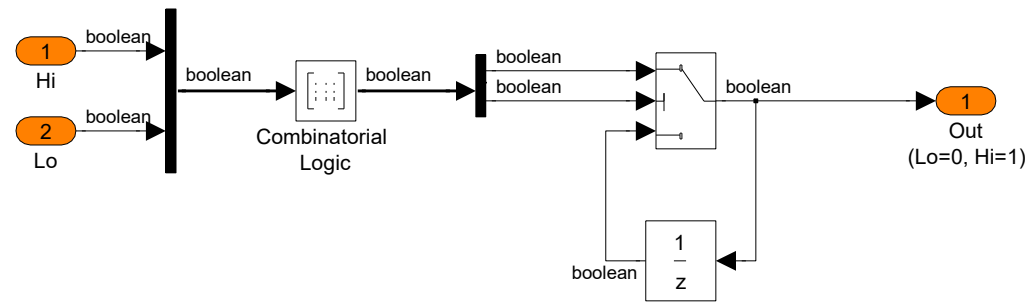 boolean
1
Hi
boolean
2
Lo
boolean
Combinatorial
Logic
boolean
boolean
boolean
boolean
1
z
boolean
1
Out
(Lo=0, Hi=1)